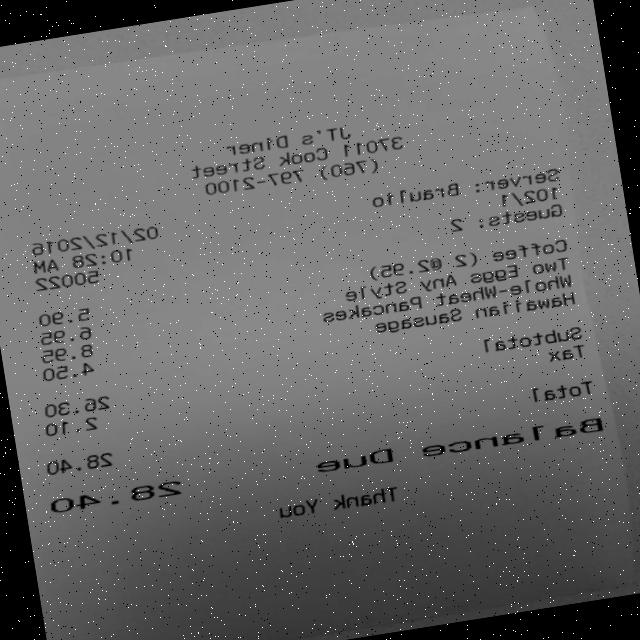 JT's Diner
37011 Cook Street
(760) 797-2100
Server: Braulio 02/12/2016
102/1 10:28 AM
Guests: 2 50022
Coffee (2 @2.95) 5.90
Two Eggs Any Style 6.95
Whole-Wheat Pancakes 8.95
Hawaiian Sausage 4.50
Subtotal 26.30
Tax 2.10
Total 28.40
Balance Due 28.40
Thank You